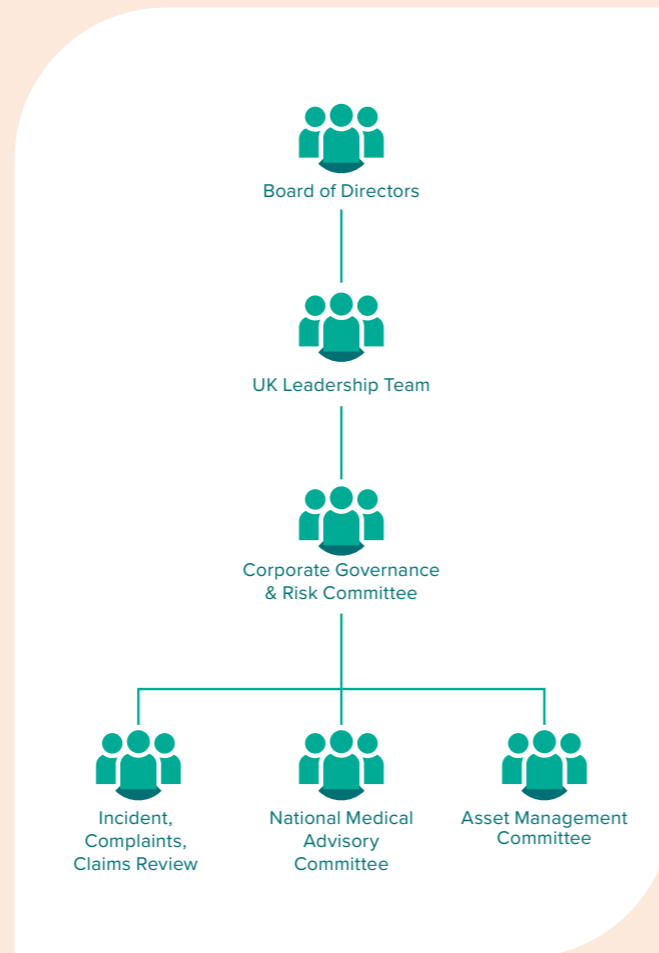 Board of Directors
UK Leadership Team
Corporate Governance
& Risk Committee
Incident,
Complaints,
Claims Review
National Medical
Advisory
Committee
Asset Management
Committee